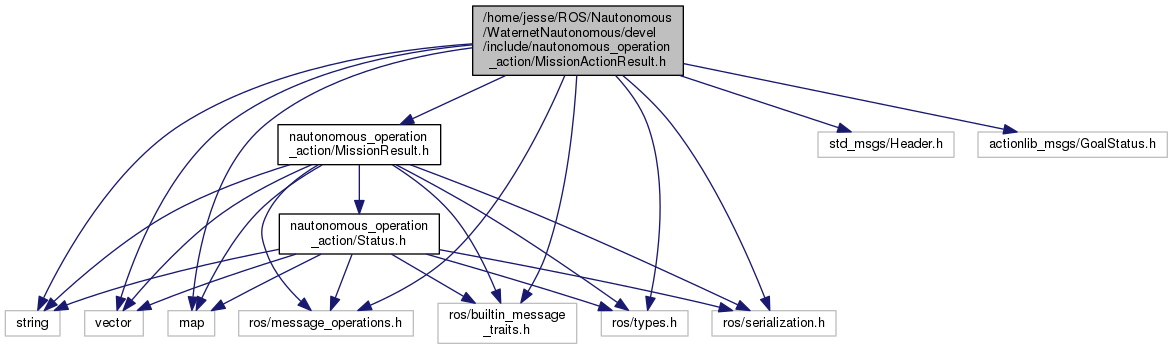 /home/jesse/ROS/Nautonomous
/WaternetNautonomous/devel
/include/nautonomous_operation
_action/MissionActionResult.h
nautonomous_operation
_action/MissionResult.h
std_msgs/Header.h
actionlib_msgs/GoalStatus.h
nautonomous_operation
_action/Status.h
string
vector
map
ros/message_operations.h
ros/builtin_message
_traits.h
ros/types.h
ros/serialization.h